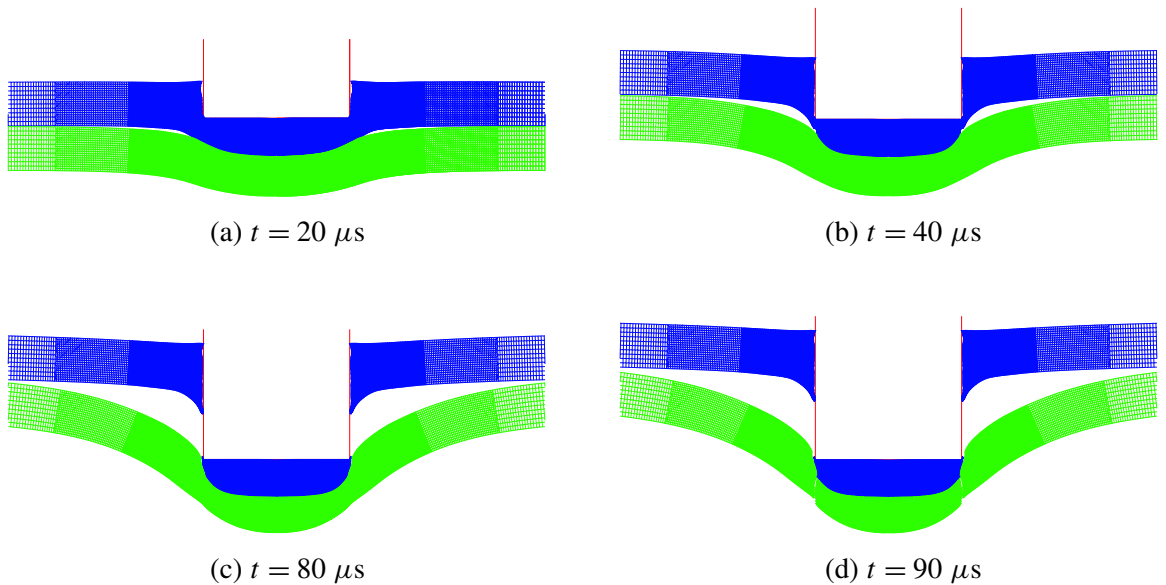 (a) t = 20 μs
(b) t = 40 μs
(c) t = 80 μs
(d) t = 90 μs